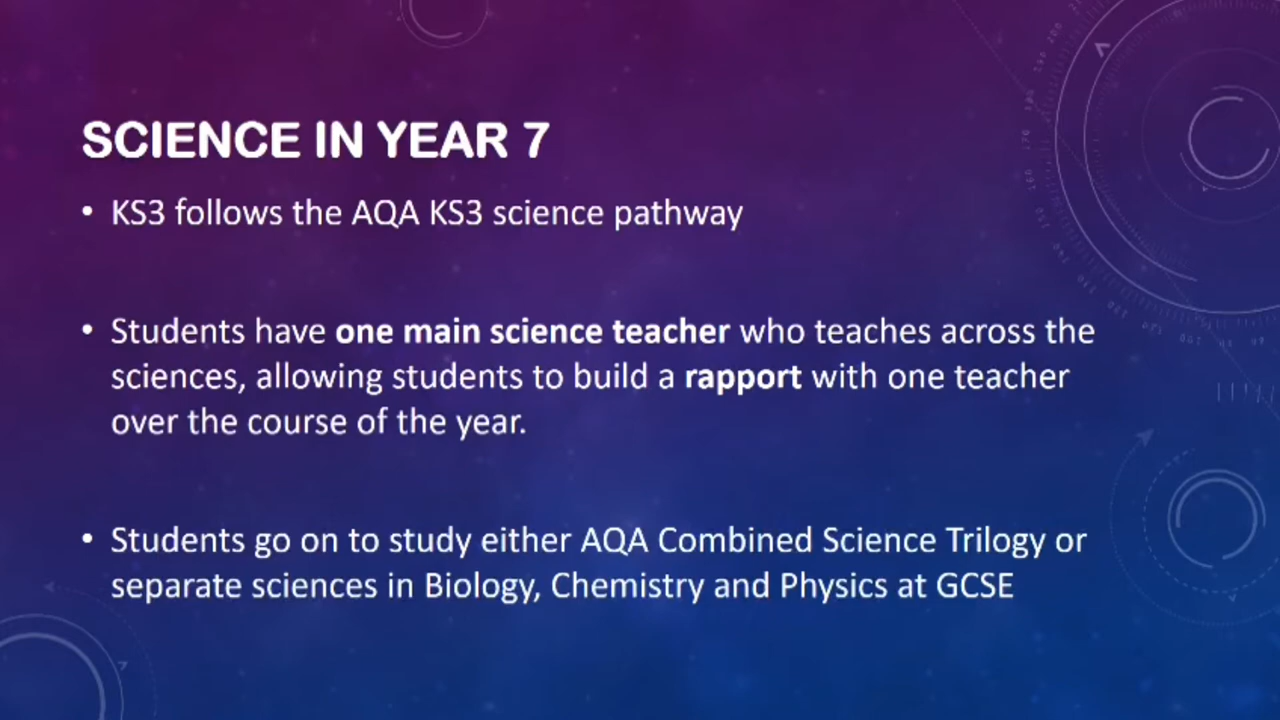 SCIENCE IN YEAR 7
• KS3 follows the AQA KS3 science pathway
• Students have one main science teacher who teaches across the
sciences, allowing students to build a rapport with one teacher
over the course of the year.
• Students go on to study either AQA Combined Science Trilogy or
separate sciences in Biology, Chemistry and Physics at GCSE